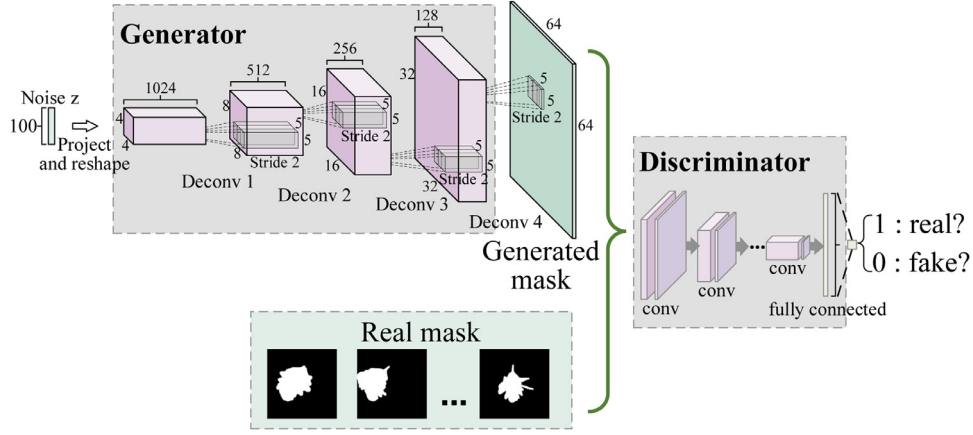 Generator
Noise z
100
Project
and reshape
1024
4
4
512
8
8
5
5
Stride 2
Deconv 1
256
16
16
5
5
Stride 2
Deconv 2
128
32
32
5
5
Stride 2
Deconv 3
64
64
5
5
Stride 2
Deconv 4
Generated
mask
Real mask
...
Discriminator
conv
conv
...
conv
fully connected
1 : real?
0 : fake?